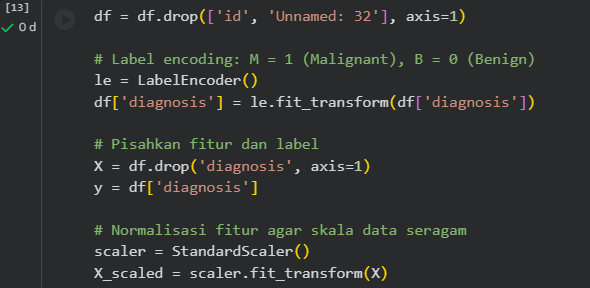 [13]
0 d
df = df.drop(['id', 'Unnamed: 32'], axis=1)
# Label encoding: M = 1 (Malignant), B = 0 (Benign)
le = LabelEncoder()
df['diagnosis'] = le.fit_transform(df['diagnosis'])
# Pisahkan fitur dan label
X = df.drop('diagnosis', axis=1)
y = df['diagnosis']
# Normalisasi fitur agar skala data seragam
scaler = StandardScaler()
X_scaled = scaler.fit_transform(X)